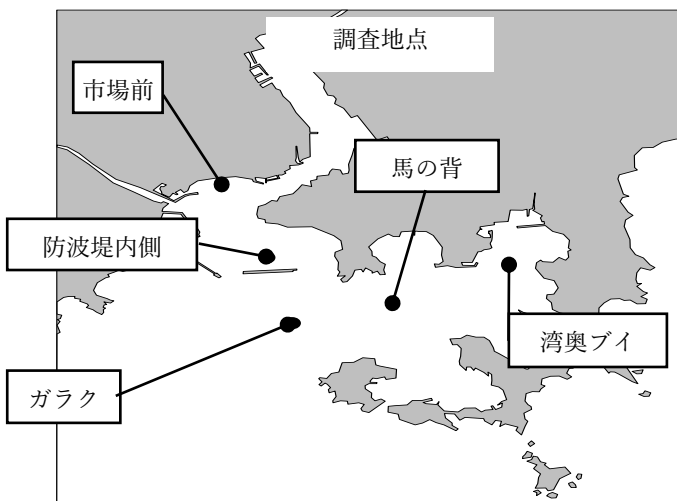 調査地点
市場前
馬の背
防波堤内側
湾奥ブイ
ガラク